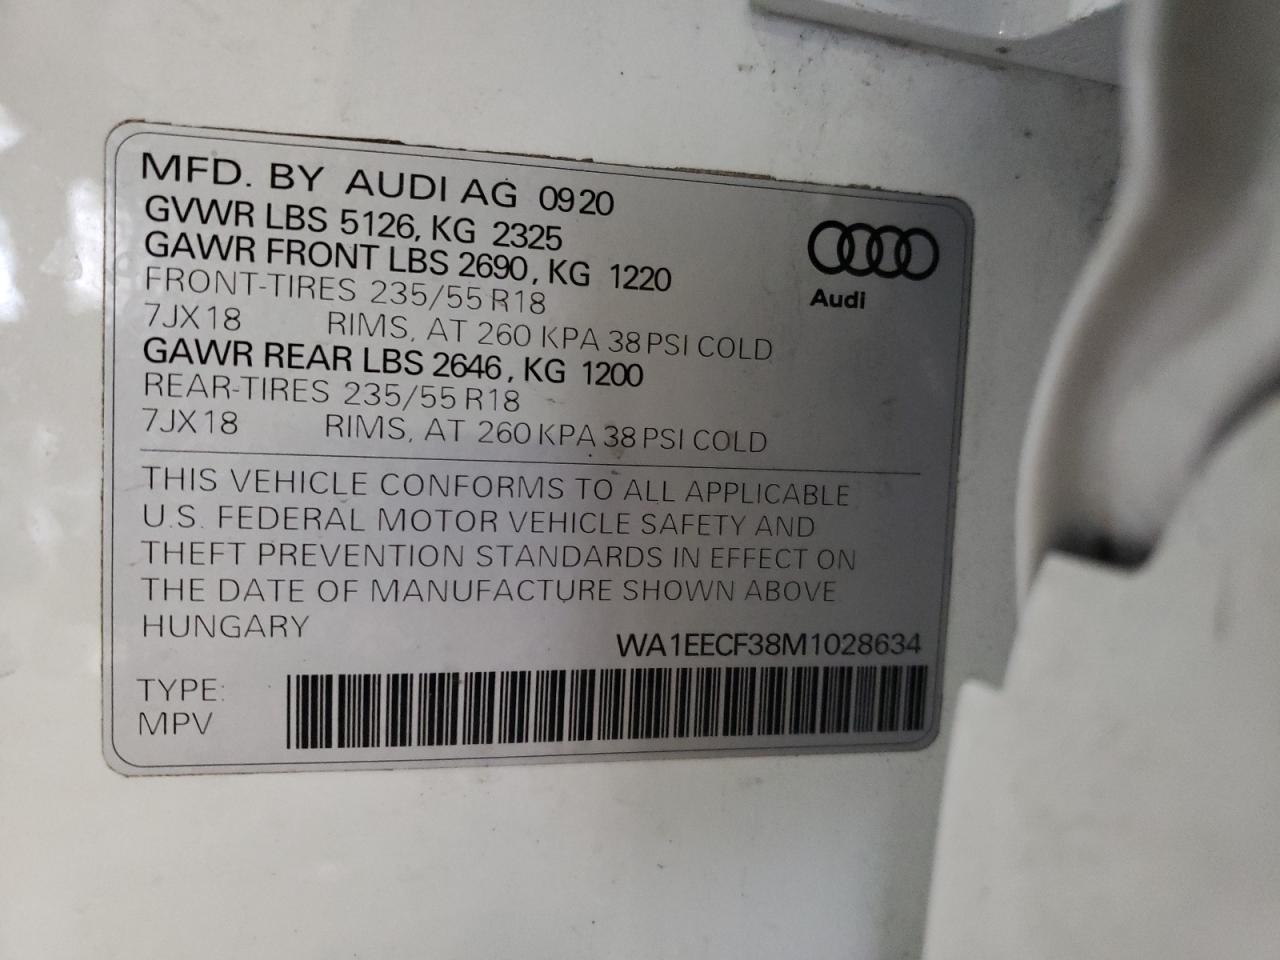 MFD. BY AUDI AG 0920
GVWR LBS 5126, KG 2325
GAWR FRONT LBS 2690, KG 1220
FRONT-TIRES 235/55 R18
7JX18 RIMS, AT 260 KPA 38 PSI COLD
GAWR REAR LBS 2646, KG 1200
REAR-TIRES 235/55 R18
7JX18 RIMS, AT 260 KPA 38 PSI COLD
Audi
THIS VEHICLE CONFORMS TO ALL APPLICABLE
U.S. FEDERAL MOTOR VEHICLE SAFETY AND
THEFT PREVENTION STANDARDS IN EFFECT ON
THE DATE OF MANUFACTURE SHOWN ABOVE
HUNGARY
WA1EECF38M1028634
TYPE:
MPV